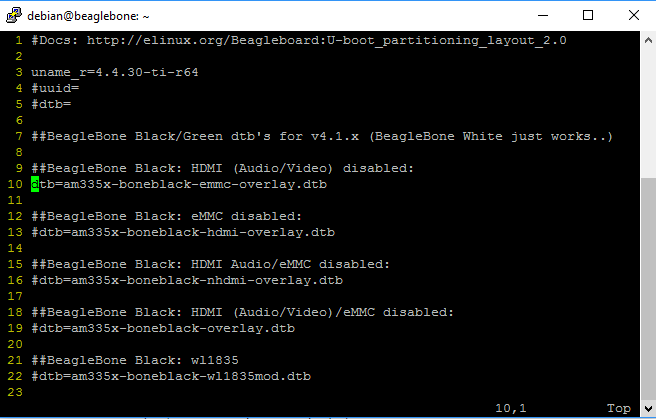 debian@beaglebone: ~
1 #Docs: http://elinux.org/Beagleboard:U-boot_partitioning_layout_2.0
2
3 uname_r=4.4.30-ti-r64
4 #uuid=
5 #dtb=
6
7 ##BeagleBone Black/Green dtb's for v4.1.x (BeagleBone White just works..)
8
9 ##BeagleBone Black: HDMI (Audio/Video) disabled:
10 dtb=am335x-boneblack-emmc-overlay.dtb
11
12 ##BeagleBone Black: eMMC disabled:
13 #dtb=am335x-boneblack-hdmi-overlay.dtb
14
15 ##BeagleBone Black: HDMI Audio/eMMC disabled:
16 #dtb=am335x-boneblack-nhdmi-overlay.dtb
17
18 ##BeagleBone Black: HDMI (Audio/Video)/eMMC disabled:
19 #dtb=am335x-boneblack-overlay.dtb
20
21 ##BeagleBone Black: wl1835
22 #dtb=am335x-boneblack-wl1835mod.dtb
23
10,1 Top